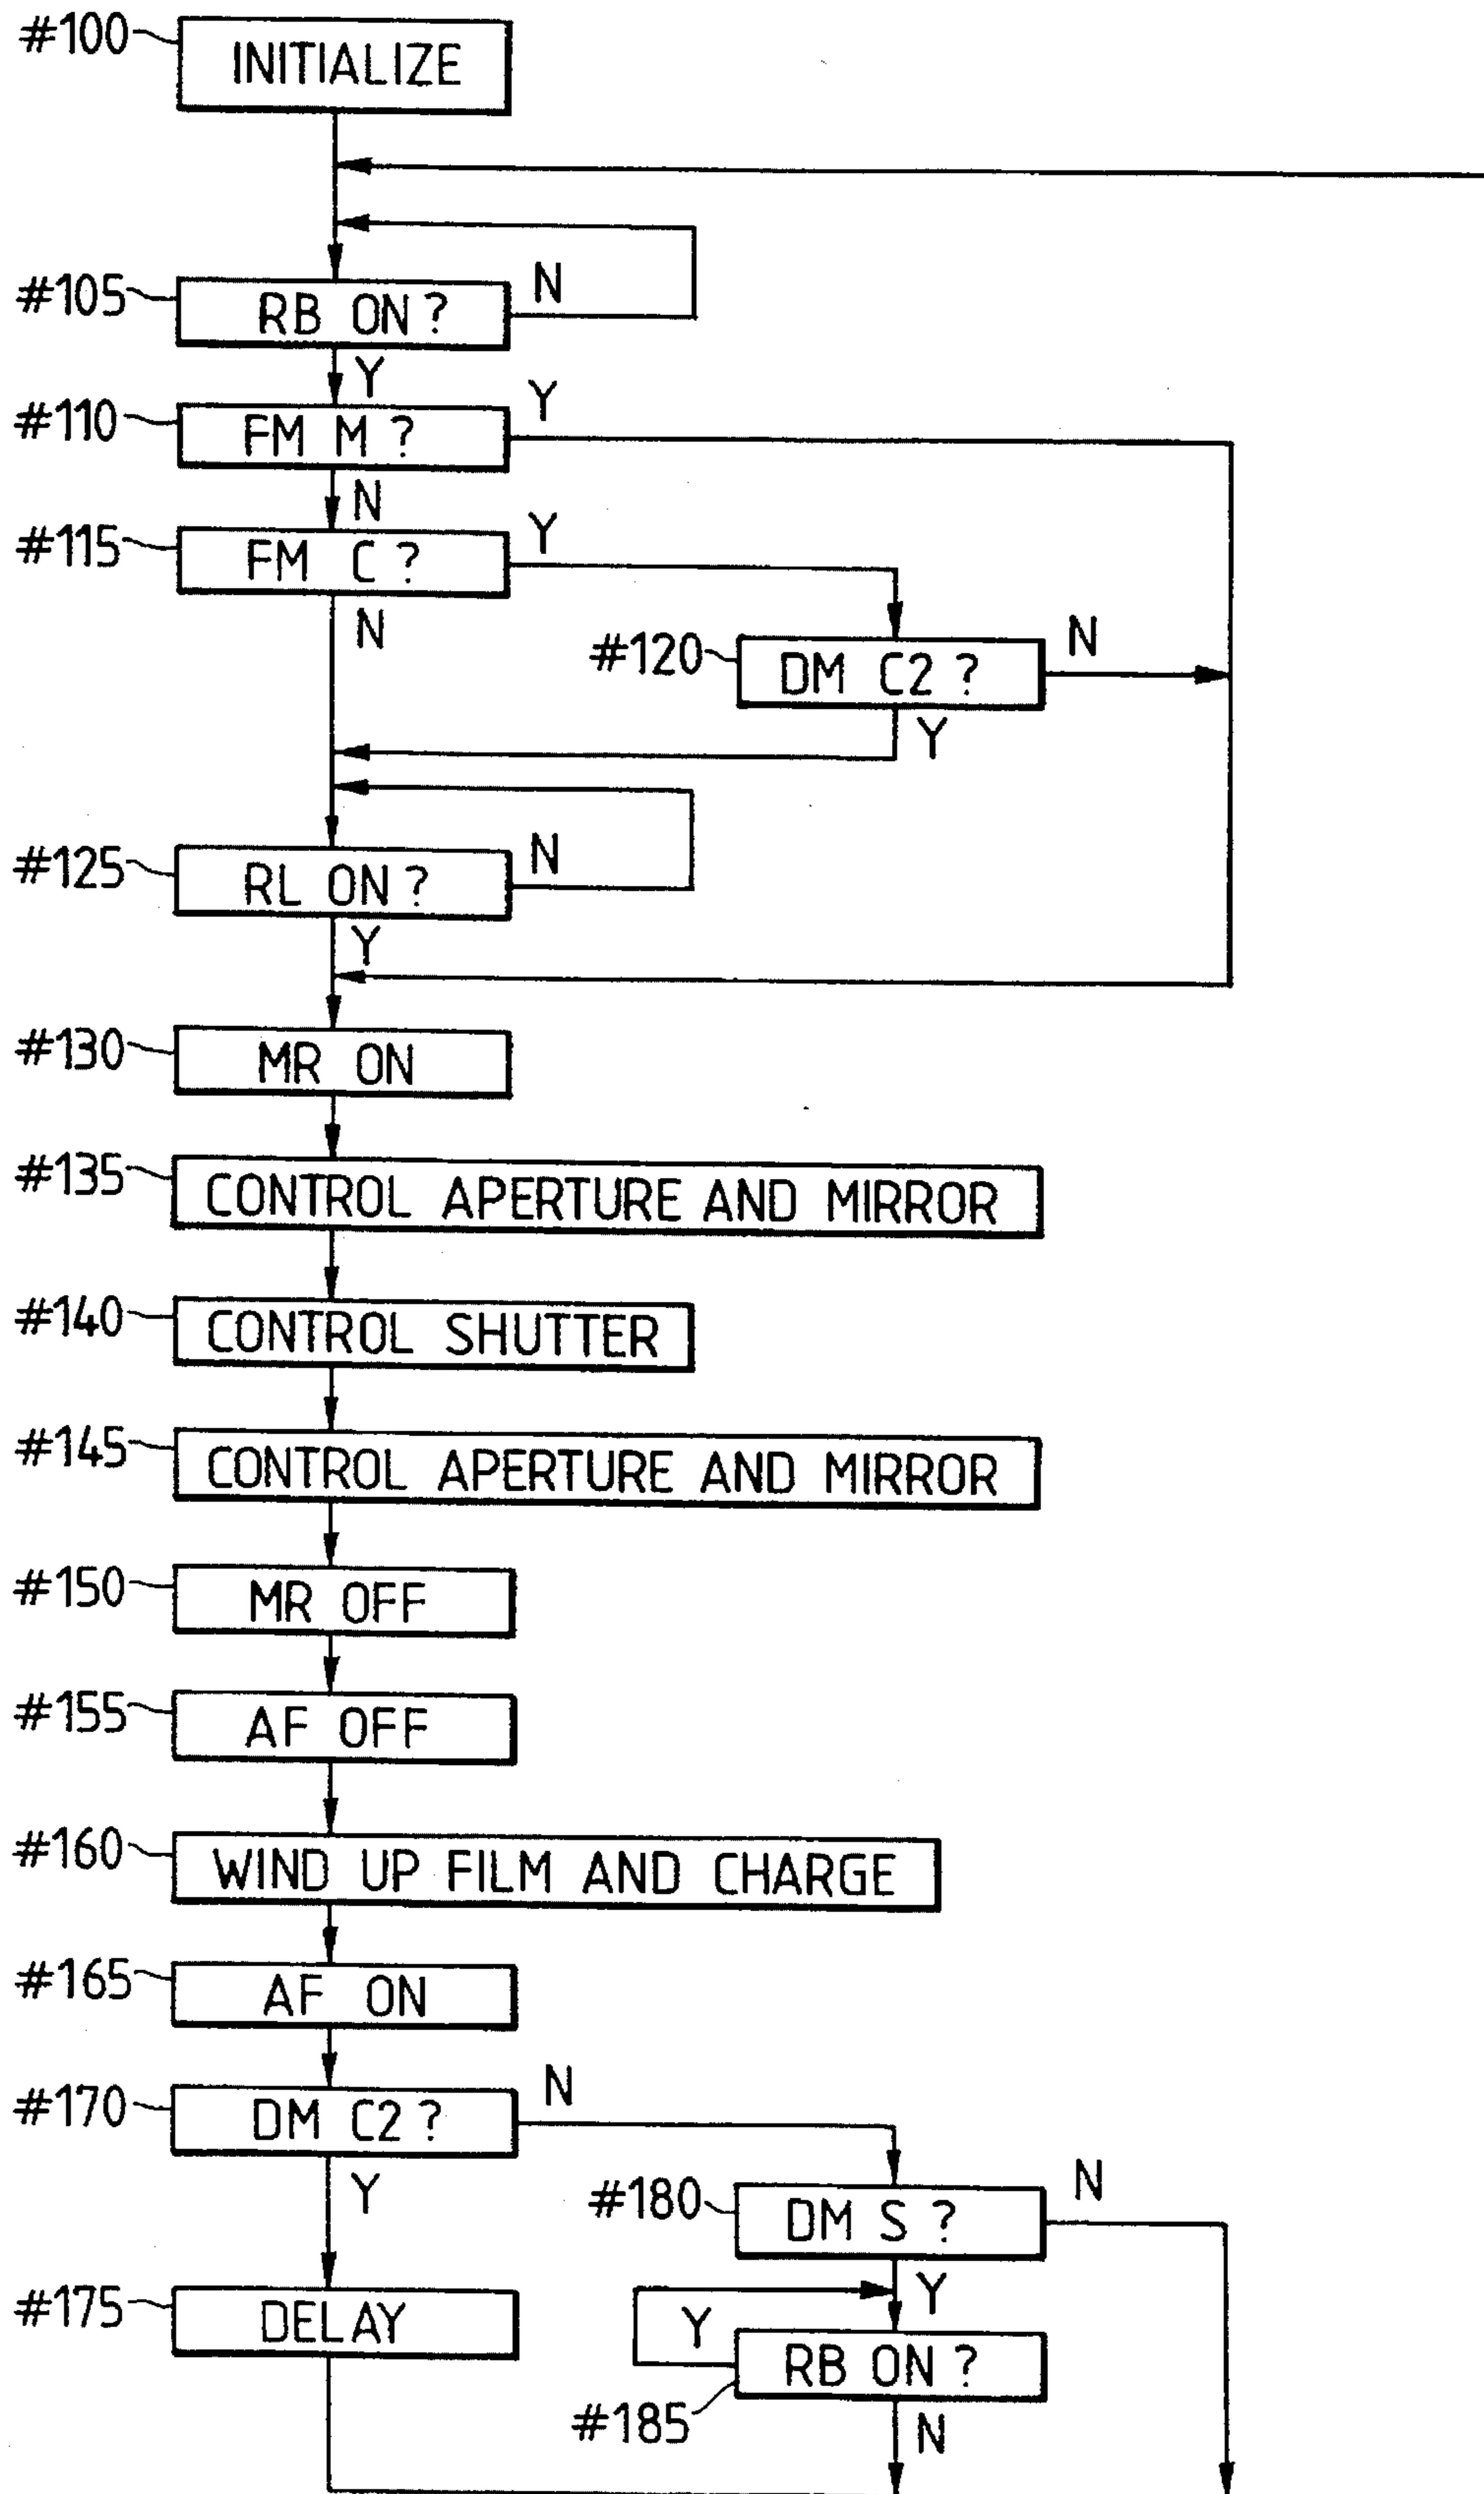 #100
INITIALIZE
#105
RB ON?
N
Y
#110
FM M?
Y
N
#115
FM C?
Y
N
#120
DM C2?
N
Y
#125
RL ON?
N
Y
#130
MR ON
#135
CONTROL APERTURE AND MIRROR
#140
CONTROL SHUTTER
#145
CONTROL APERTURE AND MIRROR
#150
MR OFF
#155
AF OFF
#160
WIND UP FILM AND CHARGE
#165
AF ON
#170
DM C2?
N
Y
#180
DM S?
N
Y
#175
DELAY
Y
RB ON?
#185
N